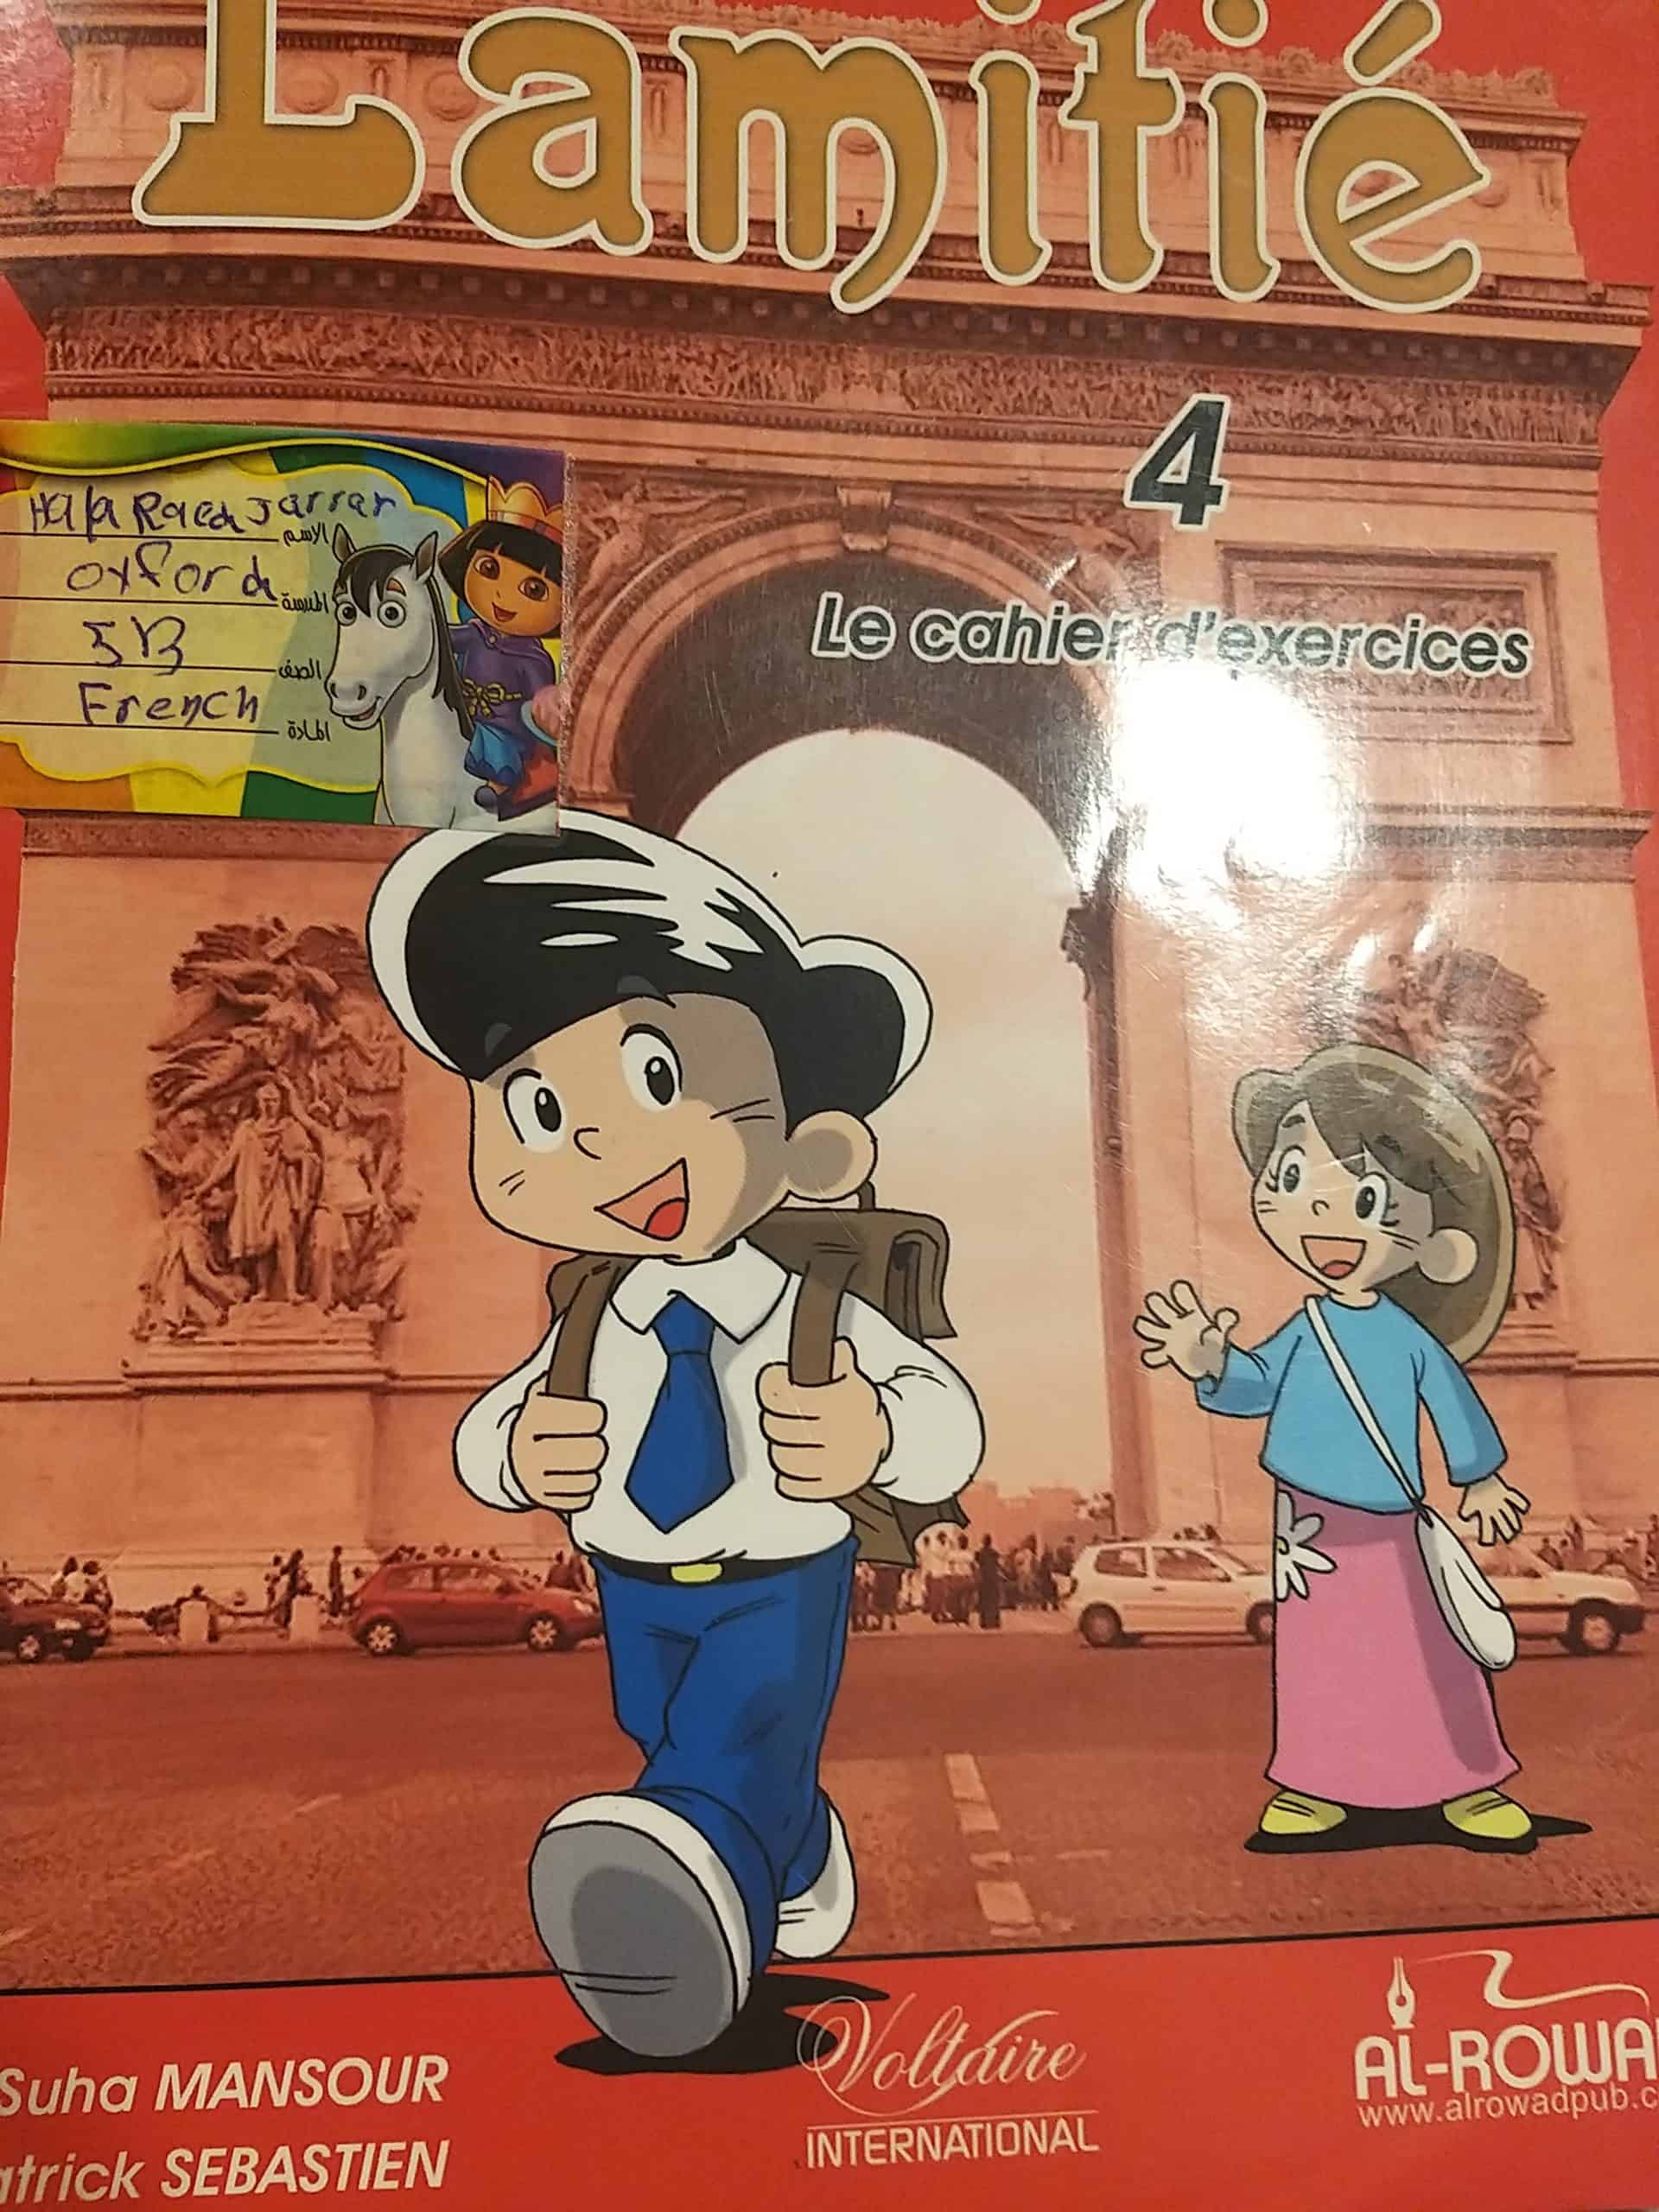 Lamitié
4
Le cahier d'exercices
Hala Raed Jarrar
الاسم
oxford
المدرسة
5B
الصف
French
المادة
Suha MANSOUR
atrick SEBASTIEN
Voltaire
INTERNATIONAL
AL-ROWA
www.alrowadpub.c